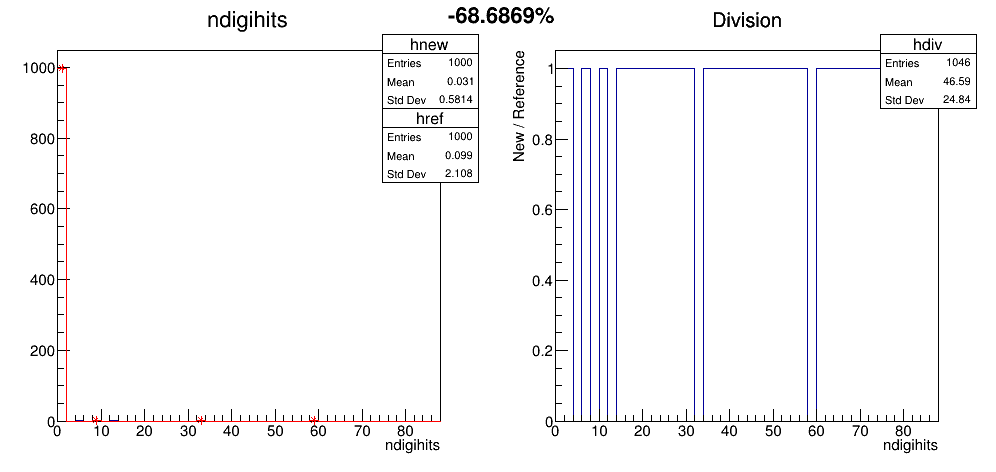 -68.6869%
ndigihits
hnew
Entries 1000
Mean 0.031
Std Dev 0.5814
href
Entries 1000
Mean 0.099
Std Dev 2.108
1000
800
600
400
200
0
0 10 20 30 40 50 60 70 80
ndigihits
Division
hdiv
Entries 1046
Mean 46.59
Std Dev 24.84
New / Reference
1
0.8
0.6
0.4
0.2
0
0 10 20 30 40 50 60 70 80
ndigihits